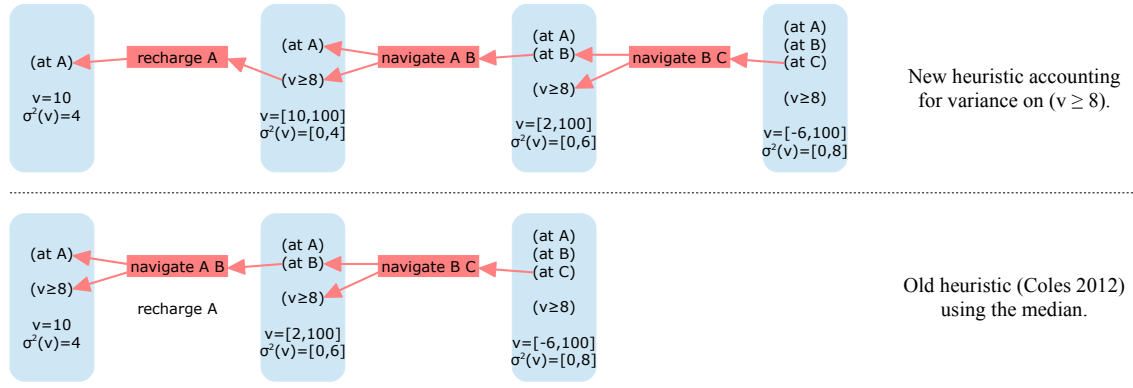 (at A)
v=10
σ²(v)=4
recharge A
(at A)
(v≥8)
v=[10,100]
σ²(v)=[0,4]
navigate A B
(at A)
(at B)
(v≥8)
v=[2,100]
σ²(v)=[0,6]
navigate B C
(at A)
(at B)
(at C)
(v≥8)
v=[-6,100]
σ²(v)=[0,8]
New heuristic accounting
for variance on (v ≥ 8).
(at A)
(v≥8)
v=10
σ²(v)=4
navigate A B
recharge A
(at A)
(at B)
(v≥8)
v=[2,100]
σ²(v)=[0,6]
navigate B C
(at A)
(at B)
(at C)
(v≥8)
v=[-6,100]
σ²(v)=[0,8]
Old heuristic (Coles 2012)
using the median.